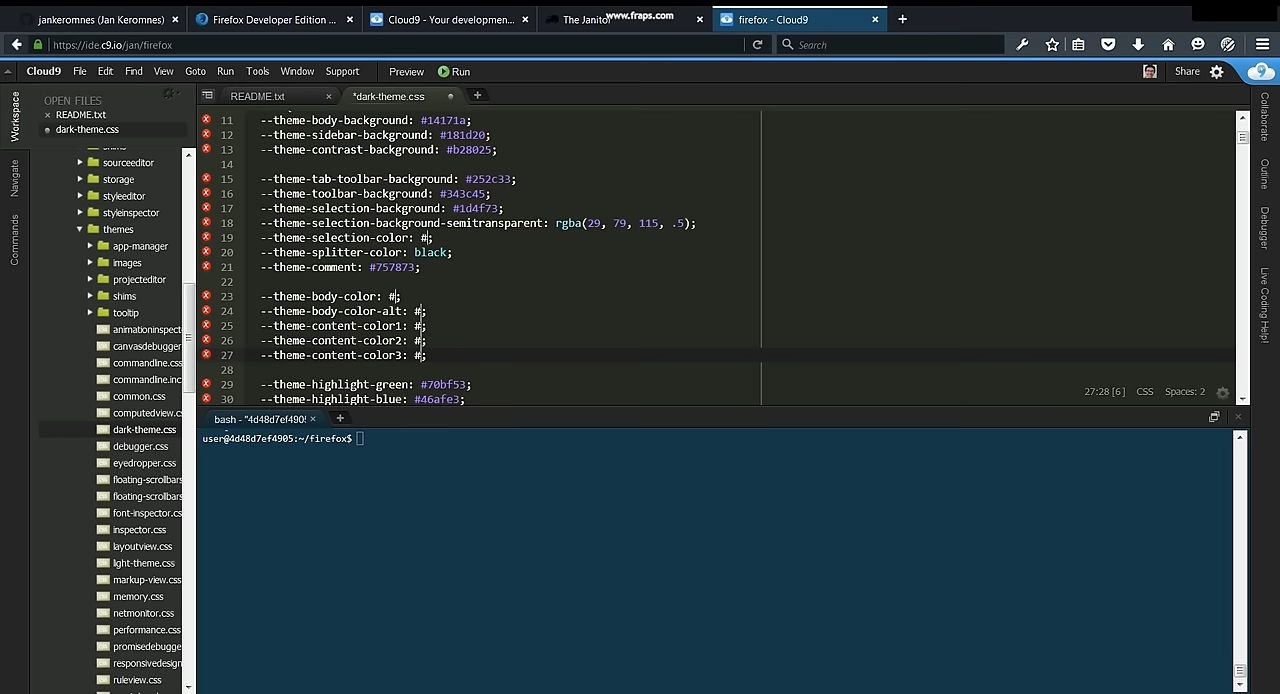 jankeromnes (Jan Keromnes) ×
Firefox Developer Edition ... ×
Cloud9 - Your developmen... ×
The Janitor ×
www.fraps.com
firefox - Cloud9 ×
https://ide.c9.io/jan/firefox
Search
Cloud9 File Edit Find View Goto Run Tools Window Support Preview Run Share
Workspace
Navigate
Commands
OPEN FILES
× README.txt
dark-theme.css
shims
sourceeditor
storage
styleeditor
styleinspector
themes
app-manager
images
projecteditor
shims
tooltip
animationinspect
canvasdebugger
commandline.css
commandline.inc
common.css
computedview.cs
dark-theme.css
debugger.css
eyedropper.css
floating-scrollbars
floating-scrollbars
font-inspector.cs
inspector.css
layoutview.css
light-theme.css
markup-view.css
memory.css
netmonitor.css
performance.css
promisedebugge
responsivedesign
ruleview.css
README.txt ×
*dark-theme.css
11 --theme-body-background: #14171a;
12 --theme-sidebar-background: #181d20;
13 --theme-contrast-background: #b28025;
14
15 --theme-tab-toolbar-background: #252c33;
16 --theme-toolbar-background: #343c45;
17 --theme-selection-background: #1d4f73;
18 --theme-selection-background-semitransparent: rgba(29, 79, 115, .5);
19 --theme-selection-color: #;
20 --theme-splitter-color: black;
21 --theme-comment: #757873;
22
23 --theme-body-color: #;
24 --theme-body-color-alt: #;
25 --theme-content-color1: #;
26 --theme-content-color2: #;
27 --theme-content-color3: #;
28
29 --theme-highlight-green: #70bf53;
30 --theme-highlight-blue: #46afe3;
27:28 [6] CSS Spaces: 2
bash - "4d48d7ef4905 ×
user@4d48d7ef4905:~/firefox$
Collaborate
Outline
Debugger
Live Coding Help!